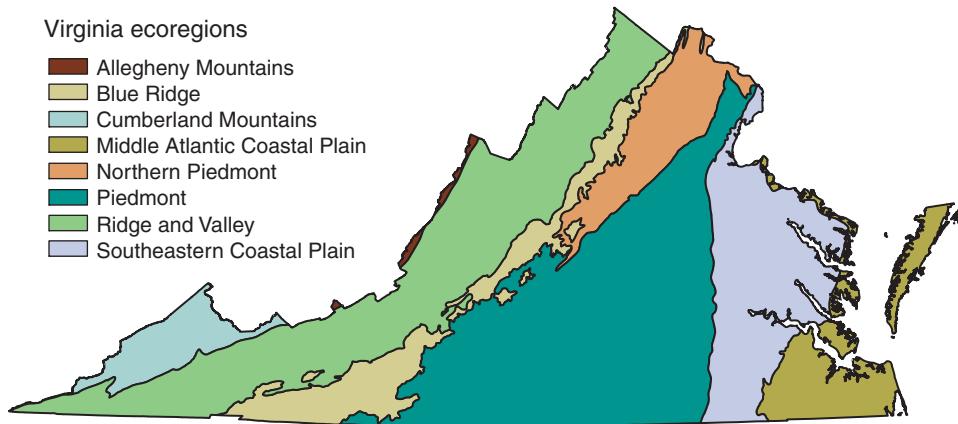 Virginia ecoregions
Allegheny Mountains
Blue Ridge
Cumberland Mountains
Middle Atlantic Coastal Plain
Northern Piedmont
Piedmont
Ridge and Valley
Southeastern Coastal Plain